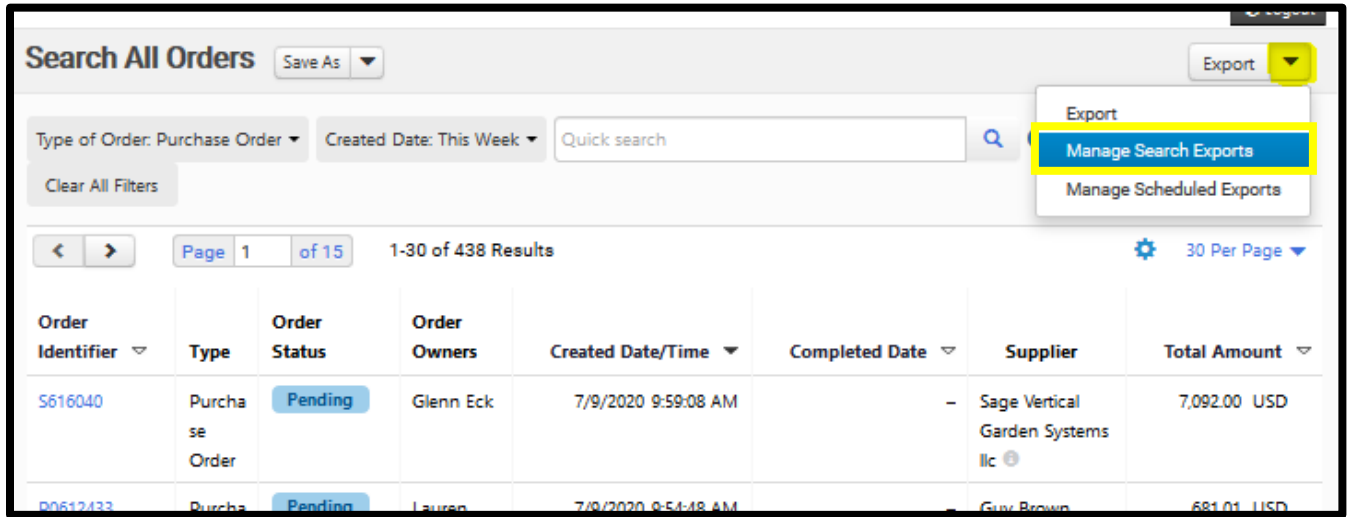 Logout
Search All Orders Save As Export
Export
Type of Order: Purchase Order Created Date: This Week Quick search
Manage Search Exports
Clear All Filters
Manage Scheduled Exports
Page 1 of 15 1-30 of 438 Results 30 Per Page
Order Order Order
Identifier Type Status Owners Created Date/Time Completed Date Supplier Total Amount
S616040 Purcha Pending Glenn Eck 7/9/2020 9:59:08 AM – Sage Vertical 7,092.00 USD
se Garden Systems
Order llc
P0612433 Purcha Pending Lauren 7/9/2020 9:54:48 AM – Guy Brown 681.01 USD